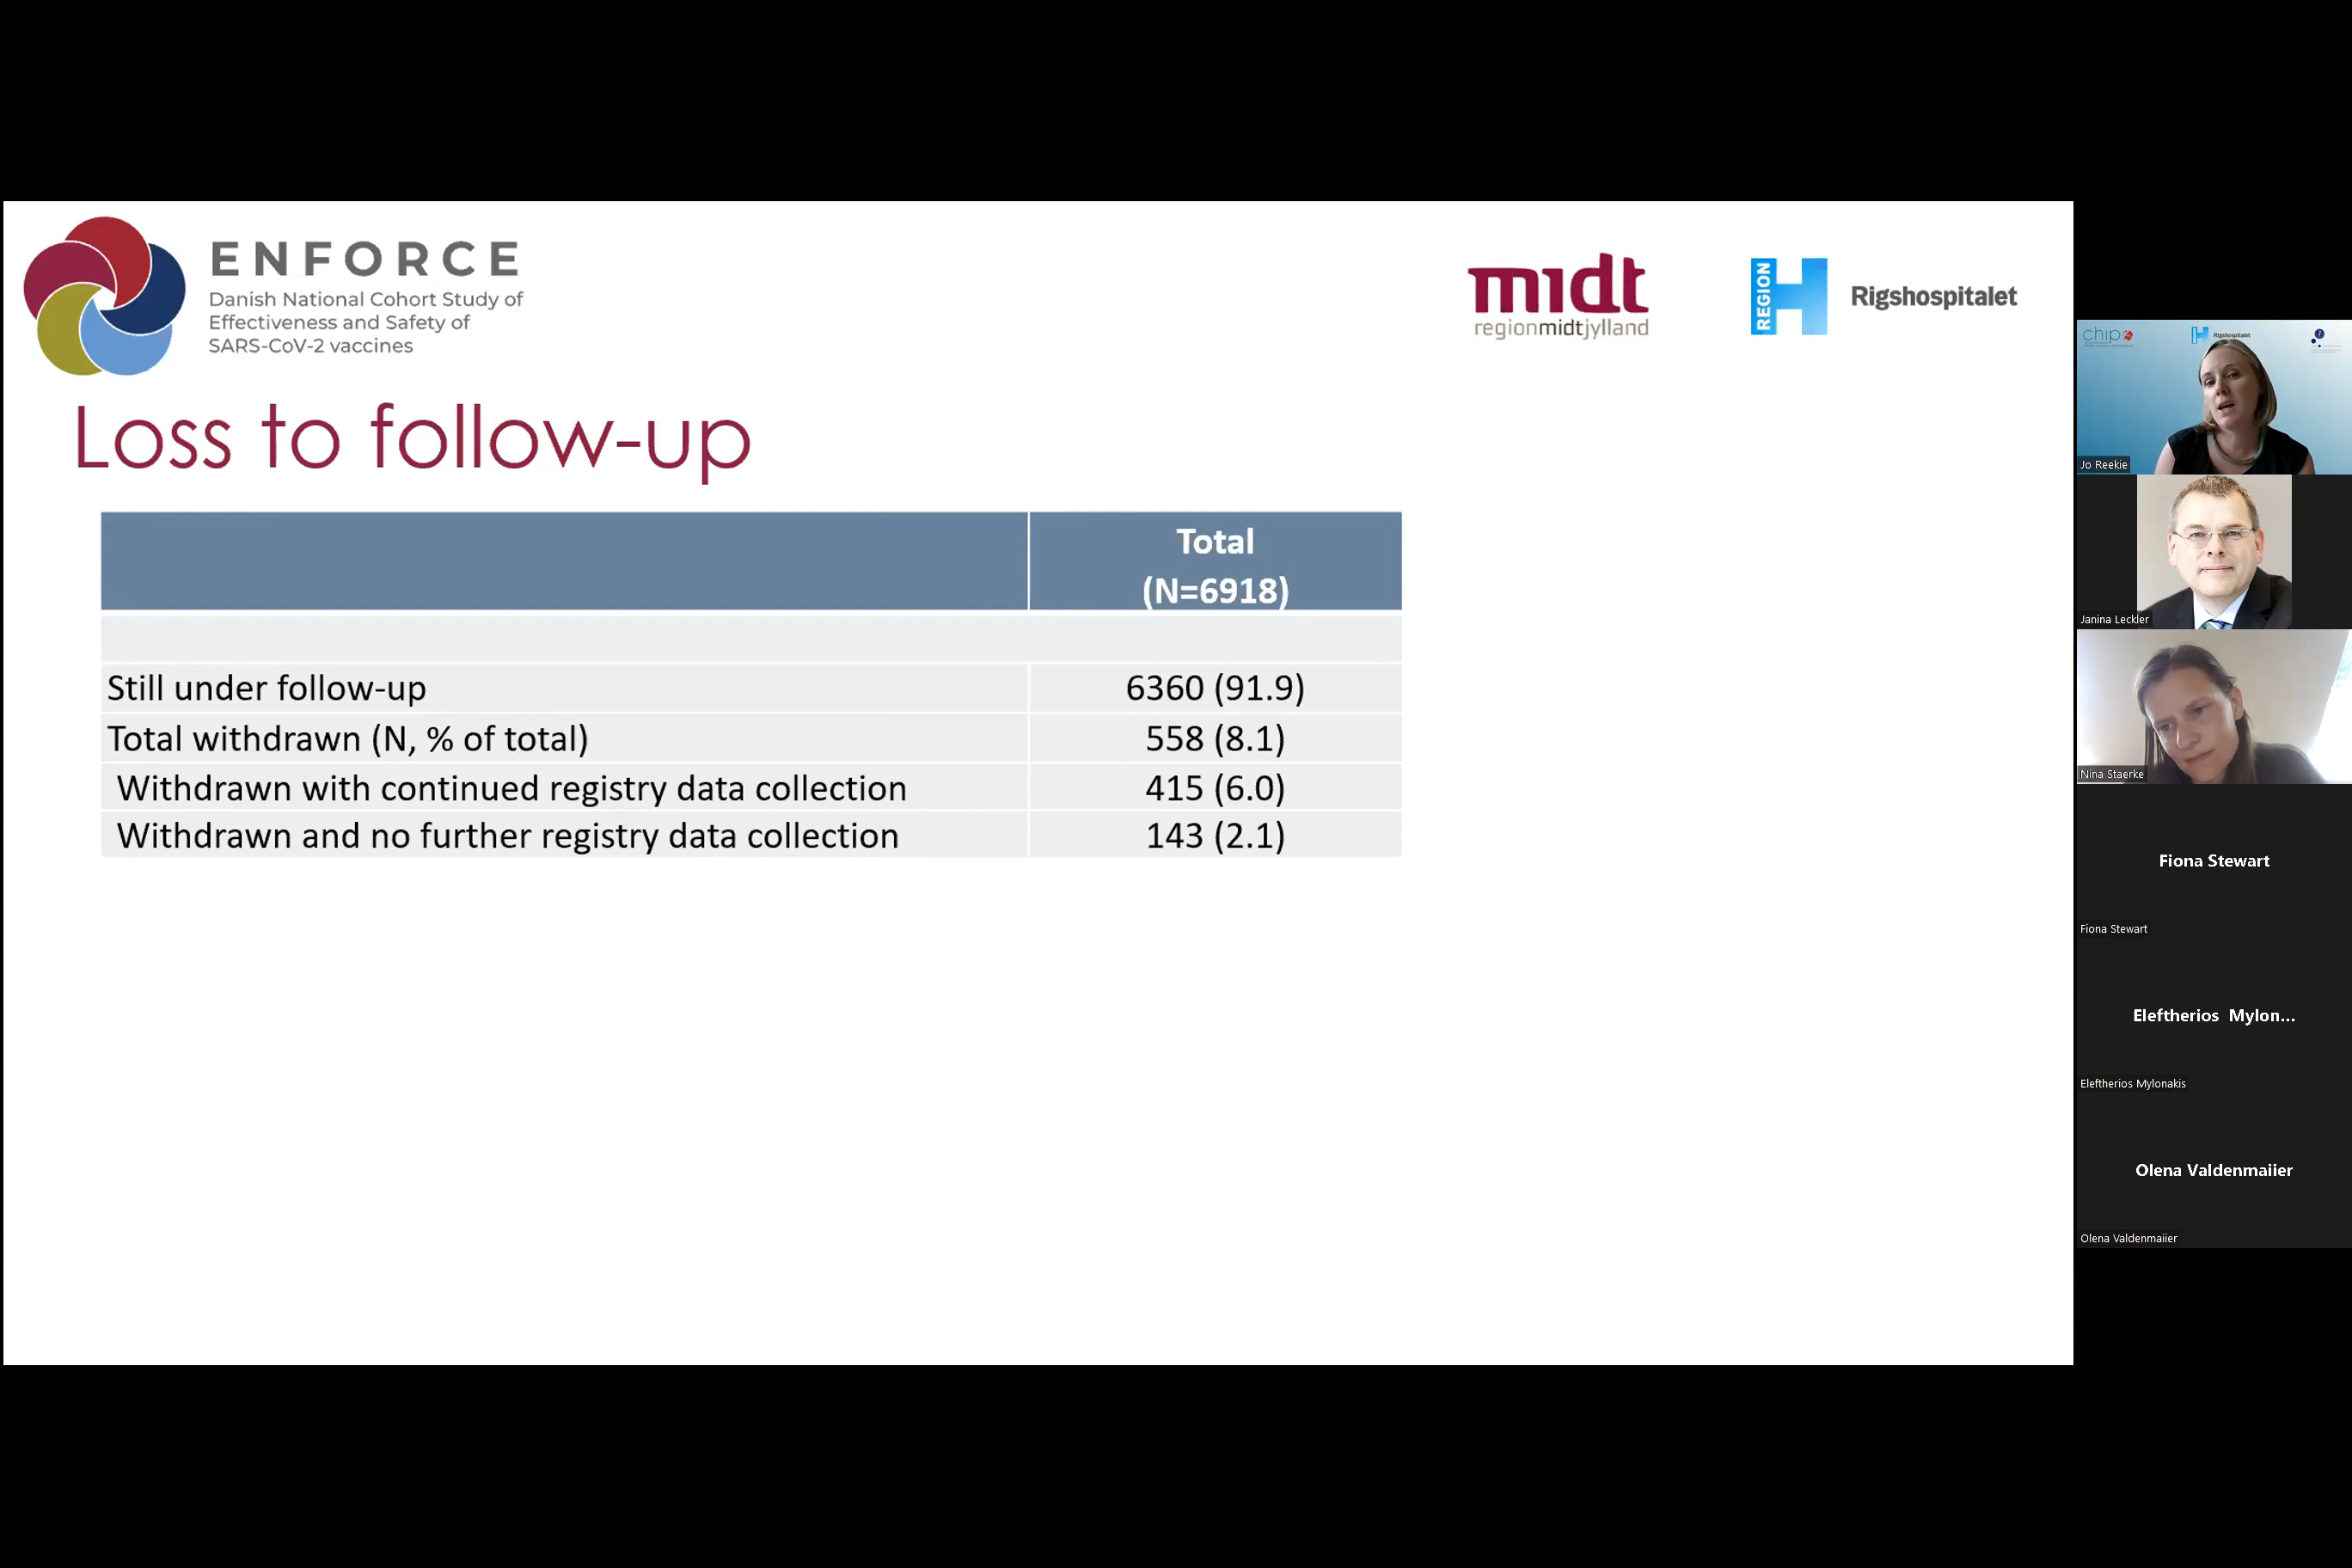 ENFORCE
Danish National Cohort Study of
Effectiveness and Safety of
SARS-CoV-2 vaccines
midt
regionmidtjylland
REGION H
Rigshospitalet
Loss to follow-up
Total
(N=6918)
Still under follow-up 6360 (91.9)
Total withdrawn (N, % of total) 558 (8.1)
Withdrawn with continued registry data collection 415 (6.0)
Withdrawn and no further registry data collection 143 (2.1)
chip
Rigshospitalet
Jo Reekie
Janina Leckler
Nina Staerke
Fiona Stewart
Fiona Stewart
Eleftherios Mylon...
Eleftherios Mylonakis
Olena Valdenmaiier
Olena Valdenmaiier